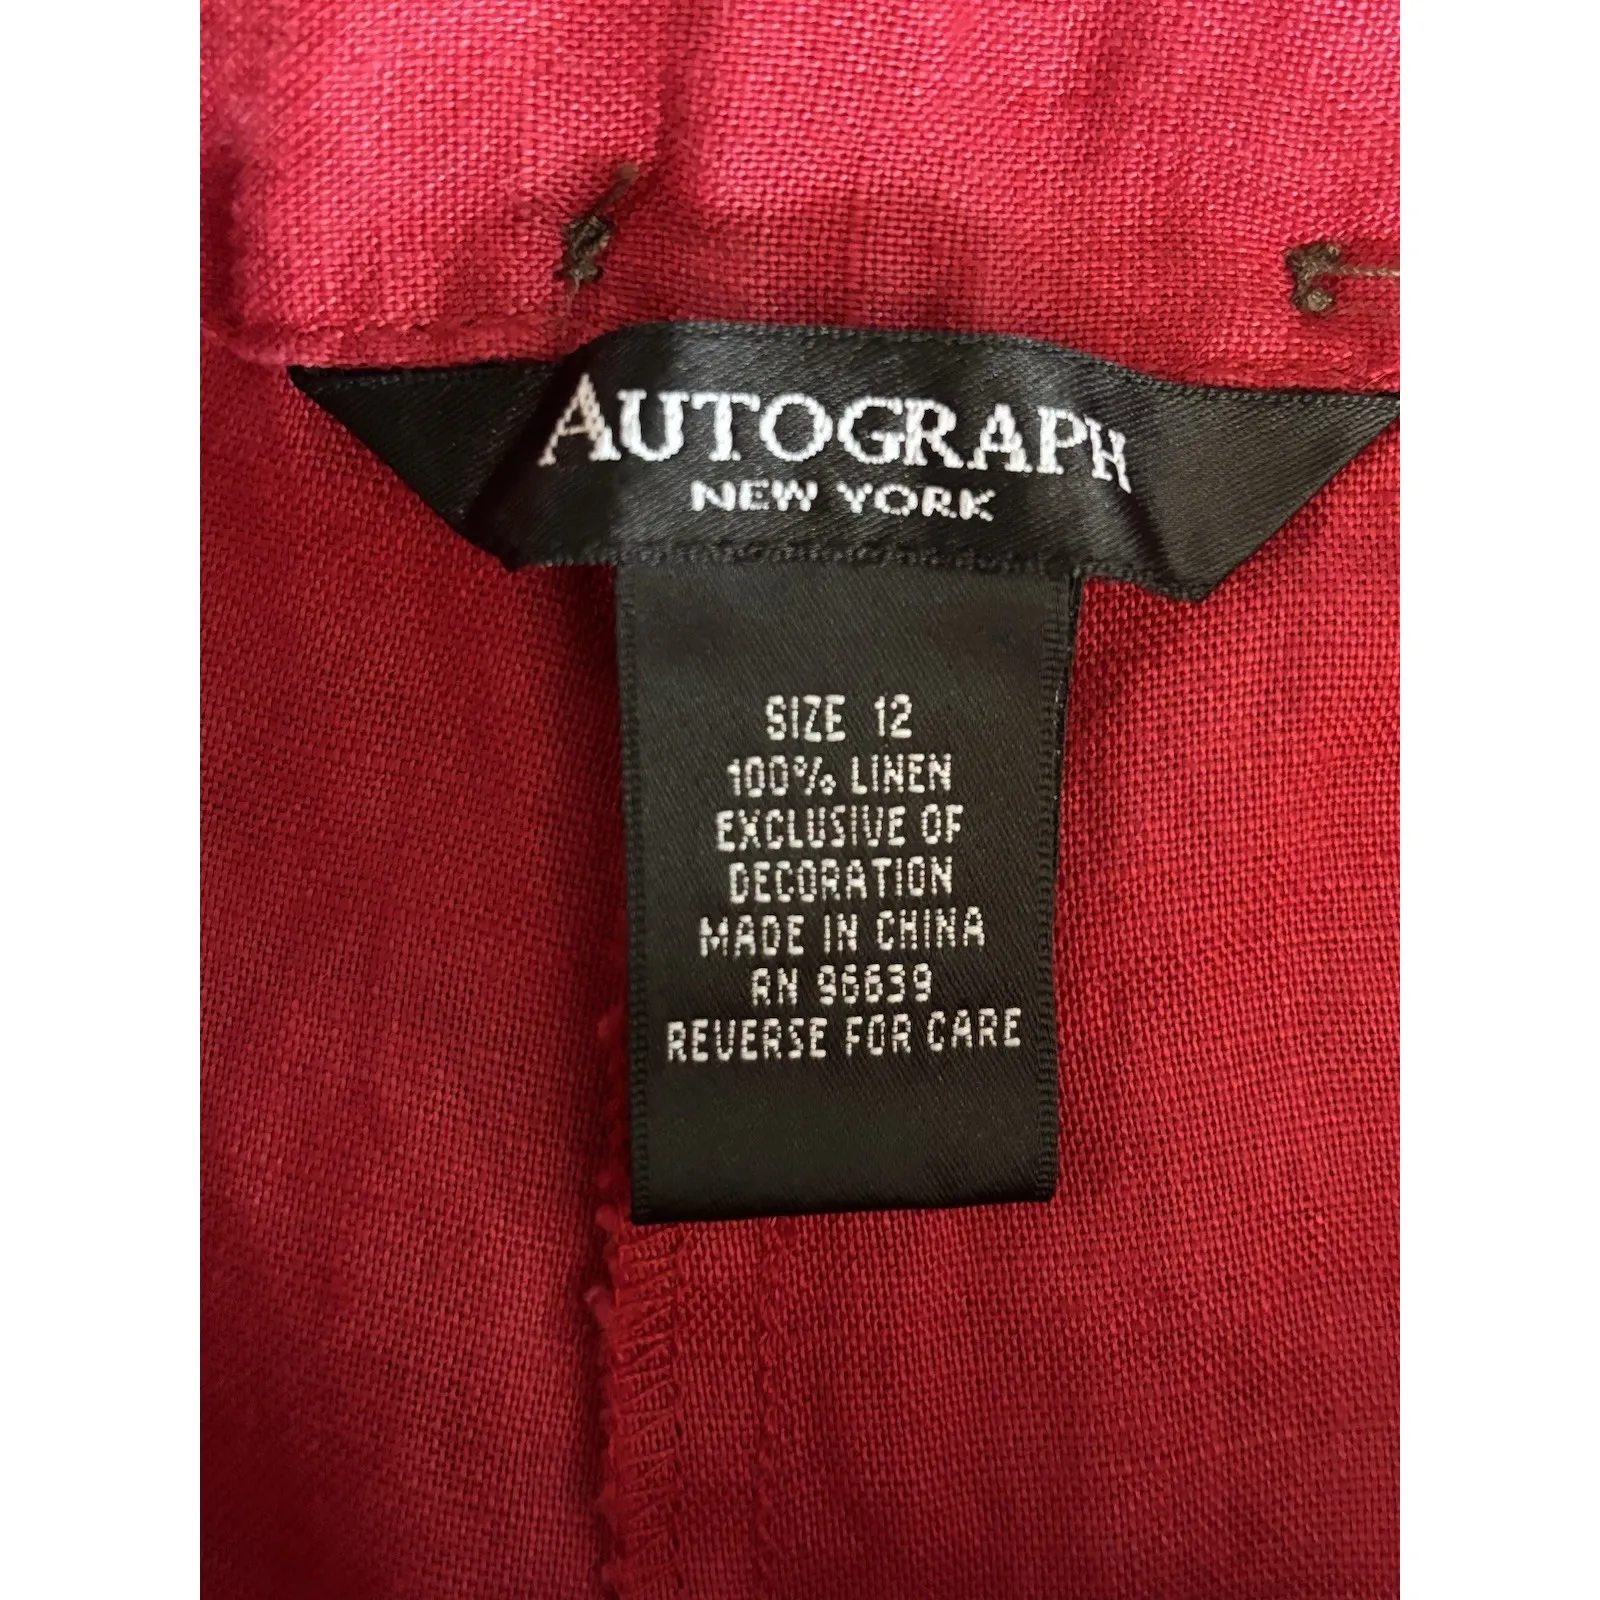 AUTOGRAPH
NEW YORK
SIZE 12
100% LINEN
EXCLUSIVE OF
DECORATION
MADE IN CHINA
RN 96639
REVERSE FOR CARE